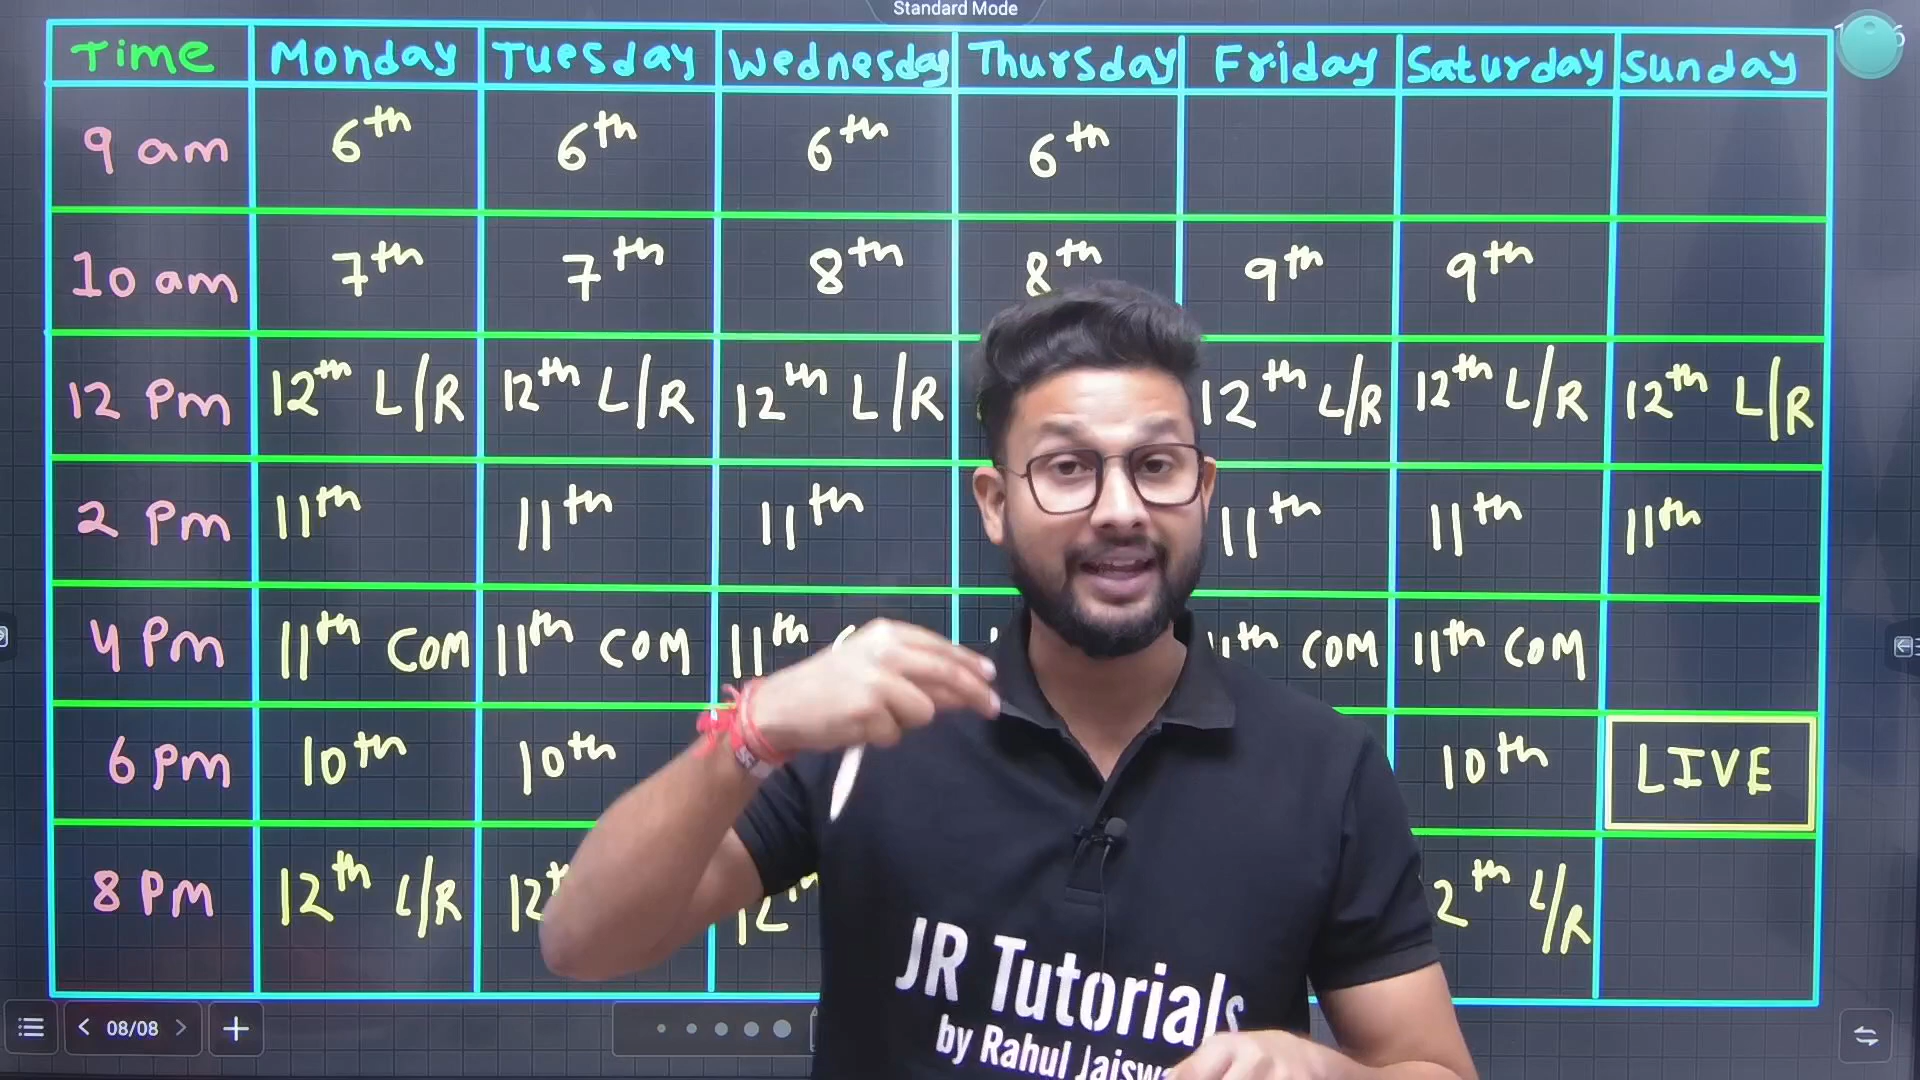 Standard Mode
Time Monday Tuesday Wednesday Thursday Friday Saturday Sunday
9 am 6th 6th 6th 6th
10 am 7th 7th 8th 8th 9th 9th
12 Pm 12th L/R 12th L/R 12th L/R 12th L/R 12th L/R 12th L/R
2 Pm 11th 11th 11th 11th 11th 11th
4 Pm 11th COM 11th COM 11th 11th COM 11th COM
6 pm 10th 10th 10th LIVE
8 PM 12th L/R 12th L/R
08/08
JR Tutorials
by Rahul